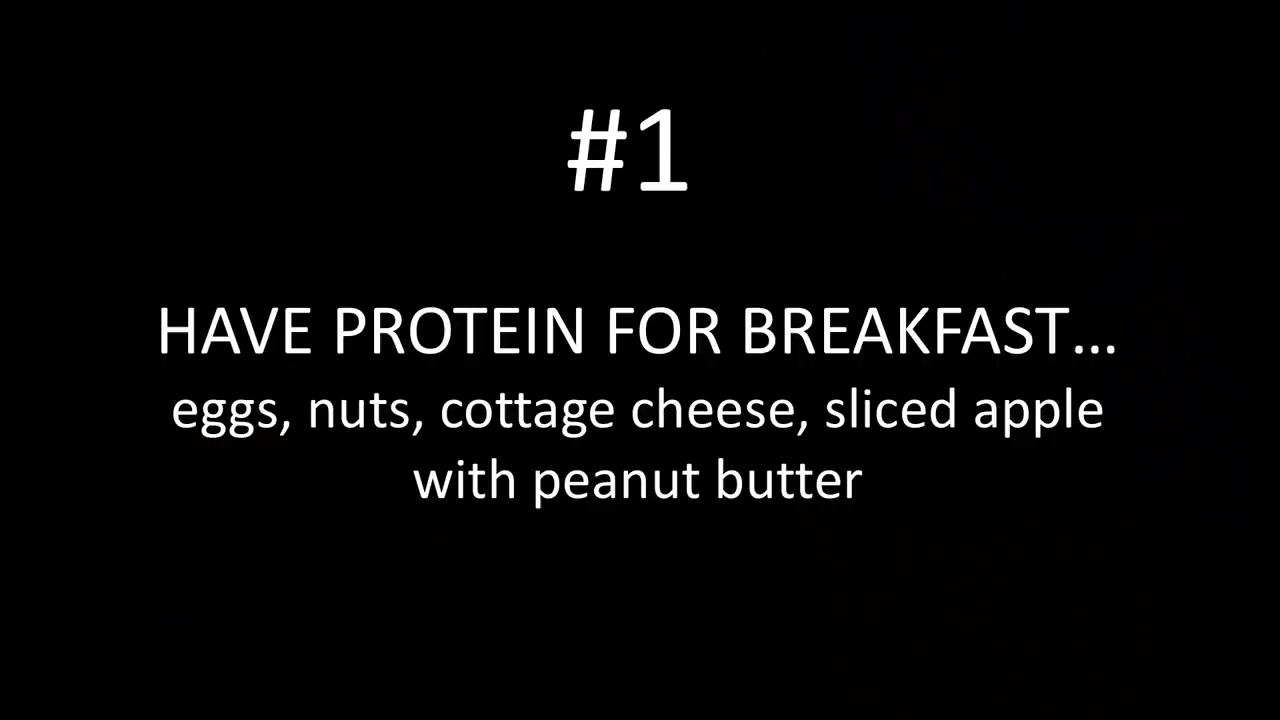 #1
HAVE PROTEIN FOR BREAKFAST...
eggs, nuts, cottage cheese, sliced apple
with peanut butter